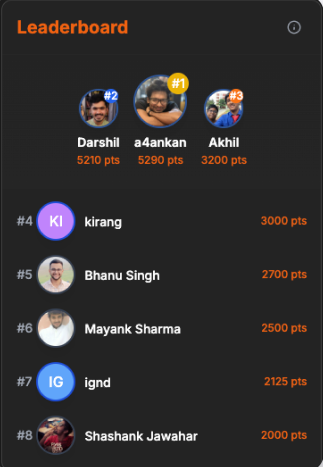 Leaderboard
#2 #1 #3
Darshil a4ankan Akhil
5210 pts 5290 pts 3200 pts
#4 KI kirang 3000 pts
#5 Bhanu Singh 2700 pts
#6 Mayank Sharma 2500 pts
#7 IG ignd 2125 pts
#8 Shashank Jawahar 2000 pts